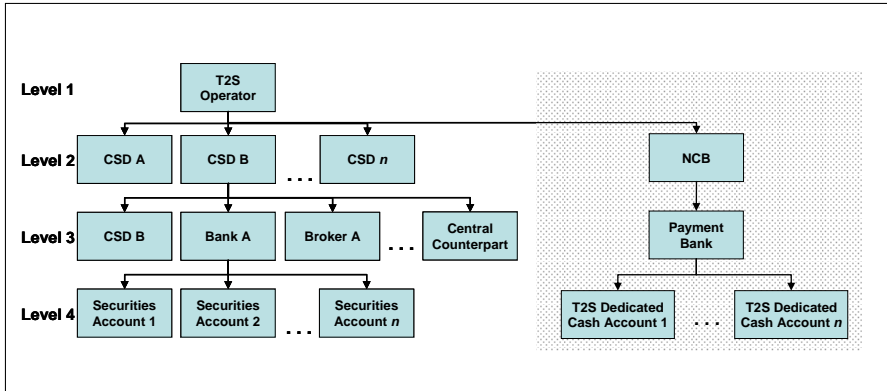 Level 1
T2S
Operator
Level 2
CSD A
CSD B
. . .
CSD n
NCB
Level 3
CSD B
Bank A
Broker A
. . .
Central
Counterpart
Payment
Bank
Level 4
Securities
Account 1
Securities
Account 2
. . .
Securities
Account n
T2S Dedicated
Cash Account 1
. . .
T2S Dedicated
Cash Account n